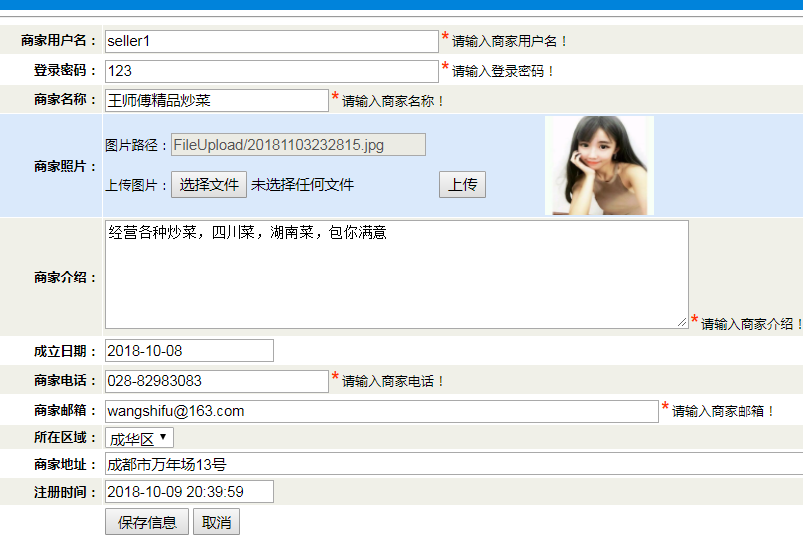 商家用户名： seller1 * 请输入商家用户名！
登录密码： 123 * 请输入登录密码！
商家名称： 王师傅精品炒菜 * 请输入商家名称！
图片路径：FileUpload/20181103232815.jpg
商家照片：
上传图片： 选择文件 未选择任何文件 上传
经营各种炒菜，四川菜，湖南菜，包你满意
商家介绍：
* 请输入商家介绍！
成立日期： 2018-10-08
商家电话： 028-82983083 * 请输入商家电话！
商家邮箱： wangshifu@163.com * 请输入商家邮箱！
所在区域： 成华区
商家地址： 成都市万年场13号
注册时间： 2018-10-09 20:39:59
保存信息 取消